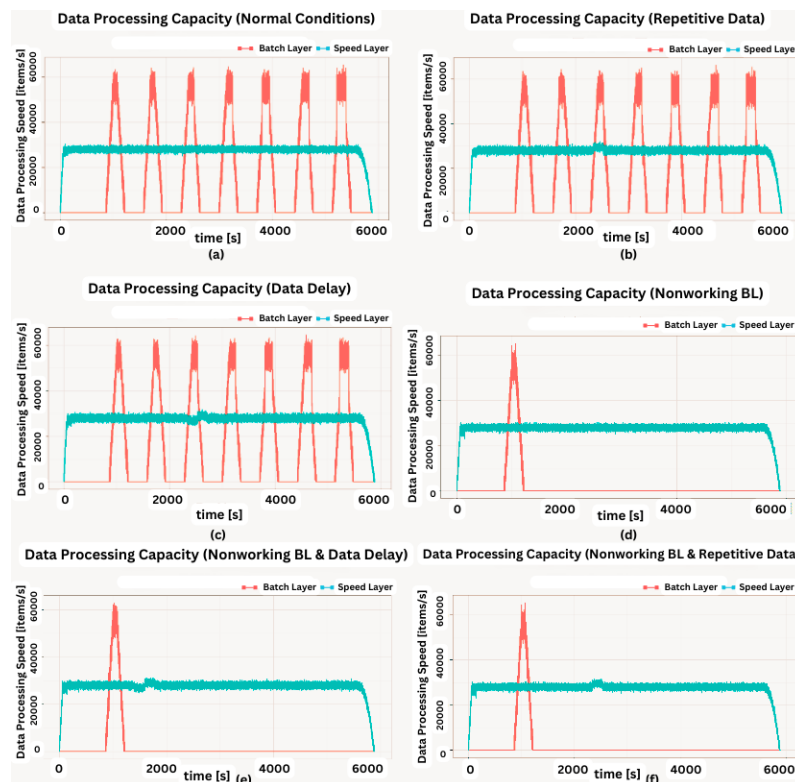 Data Processing Capacity (Normal Conditions)
Batch Layer Speed Layer
Data Processing Speed [items/s]
60000
40000
20000
0
0 2000 4000 6000
time [s]
(a)
Data Processing Capacity (Repetitive Data)
Batch Layer Speed Layer
Data Processing Speed [items/s]
60000
40000
20000
0
0 2000 4000 6000
time [s]
(b)
Data Processing Capacity (Data Delay)
Batch Layer Speed Layer
Data Processing Speed [items/s]
60000
40000
20000
0
0 2000 4000 6000
time [s]
(c)
Data Processing Capacity (Nonworking BL)
Batch Layer Speed Layer
Data Processing Speed [items/s]
60000
40000
20000
0
0 2000 4000 6000
time [s]
(d)
Data Processing Capacity (Nonworking BL & Data Delay)
Batch Layer Speed Layer
Data Processing Speed [items/s]
60000
40000
20000
0
0 2000 4000 6000
time [s]
(e)
Data Processing Capacity (Nonworking BL & Repetitive Data
Batch Layer Speed Layer
Data Processing Speed [items/s]
60000
40000
20000
0
0 2000 4000 6000
time [s]
(f)